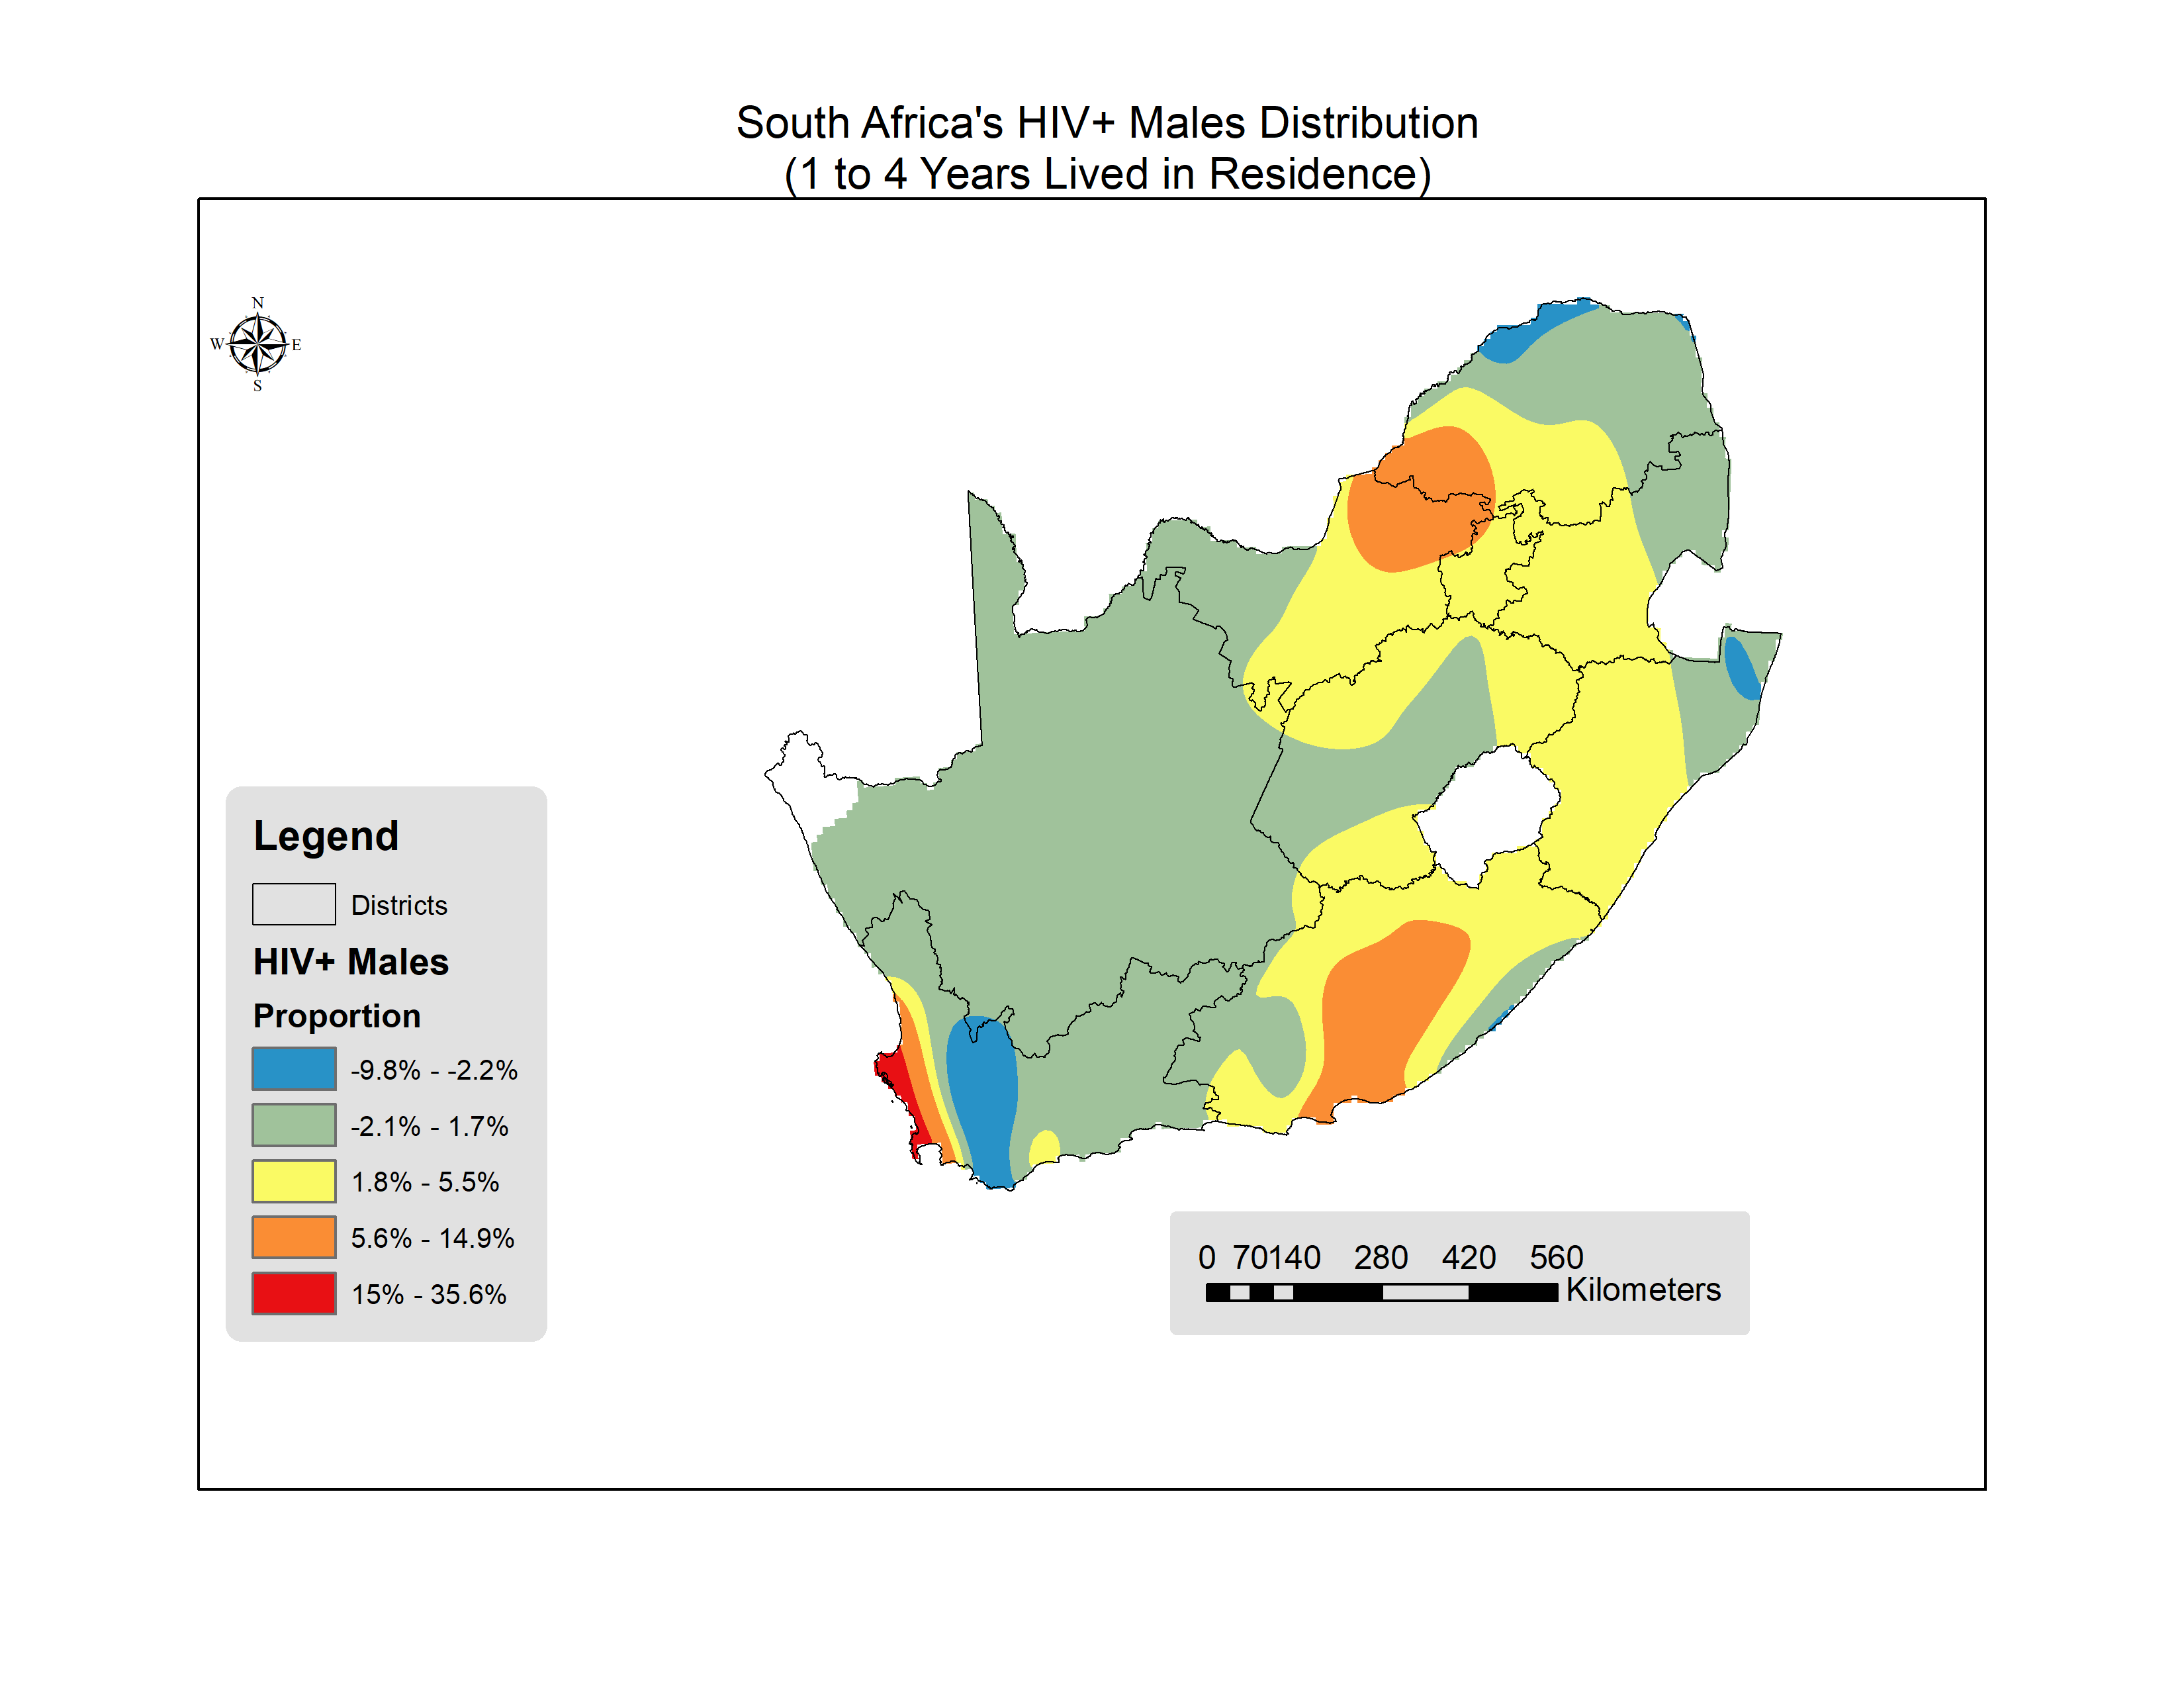 South Africa's HIV+ Males Distribution
(1 to 4 Years Lived in Residence)
N
W E
S
Legend
Districts
HIV+ Males
Proportion
-9.8% - -2.2%
-2.1% - 1.7%
1.8% - 5.5%
5.6% - 14.9%
15% - 35.6%
0 70140 280 420 560
Kilometers